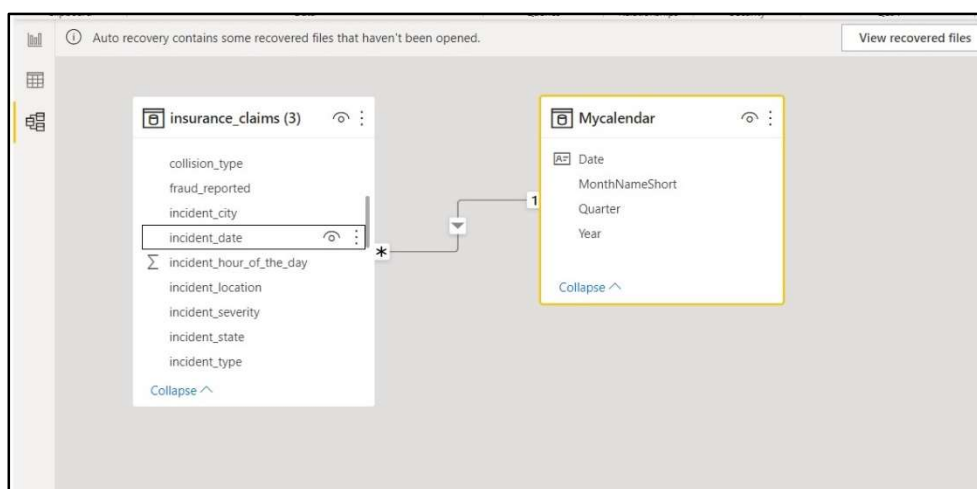 Auto recovery contains some recovered files that haven't been opened.
View recovered files
insurance_claims (3)
collision_type
fraud_reported
incident_city
incident_date
incident_hour_of_the_day
incident_location
incident_severity
incident_state
incident_type
Collapse
*
1
Mycalendar
Date
MonthNameShort
Quarter
Year
Collapse